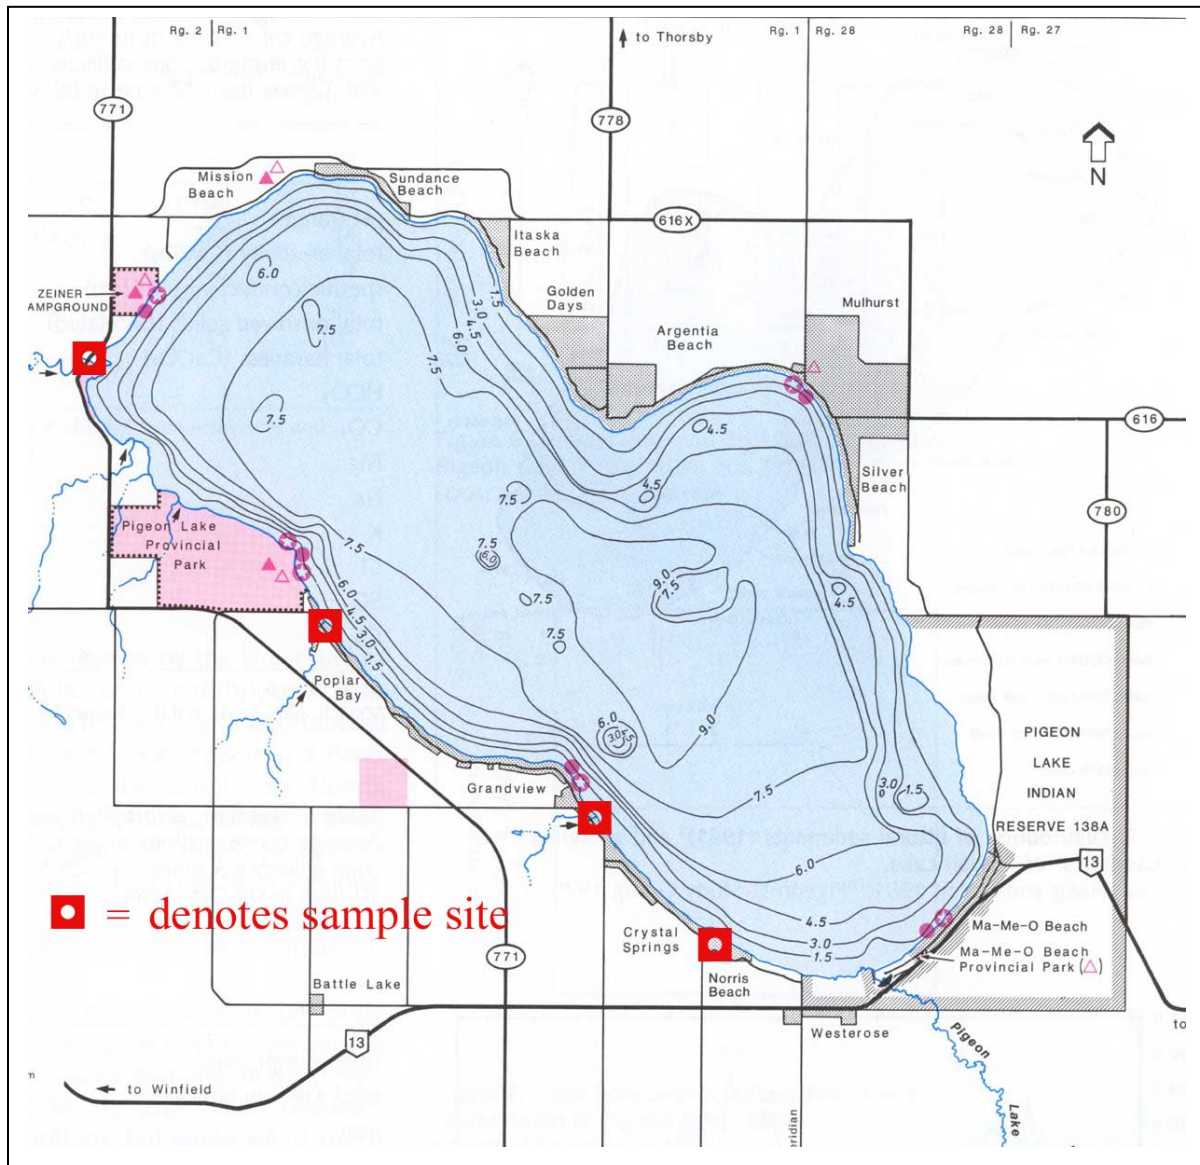 Rg. 2 Rg. 1
to Thorsby
Rg. 1 Rg. 28
Rg. 28 Rg. 27
771
778
N
Mission
Beach
Sundance
Beach
616X
Itaska
Beach
ZEINER
AMPGROUND
Golden
Days
Mulhurst
Argentia
Beach
6.0
7.5
7.5
7.5
6.0
4.5
3.0
1.5
616
4.5
4.5
7.5
Silver
Beach
780
Pigeon Lake
Provincial
Park
7.5
7.5
6.0
9.0
7.5
4.5
7.5
7.5
6.0
4.5
3.0
1.5
Poplar
Bay
6.0
4.5
3.0
9.0
PIGEON
LAKE
INDIAN
RESERVE 138A
Grandview
7.5
3.0
1.5
13
6.0
= denotes sample site
4.5
3.0
1.5
Crystal
Springs
Ma-Me-O Beach
Ma-Me-O Beach
Provincial Park ( )
771
Battle Lake
Norris
Beach
Westerose
to
13
to Winfield
Pigeon
Lake
eridian